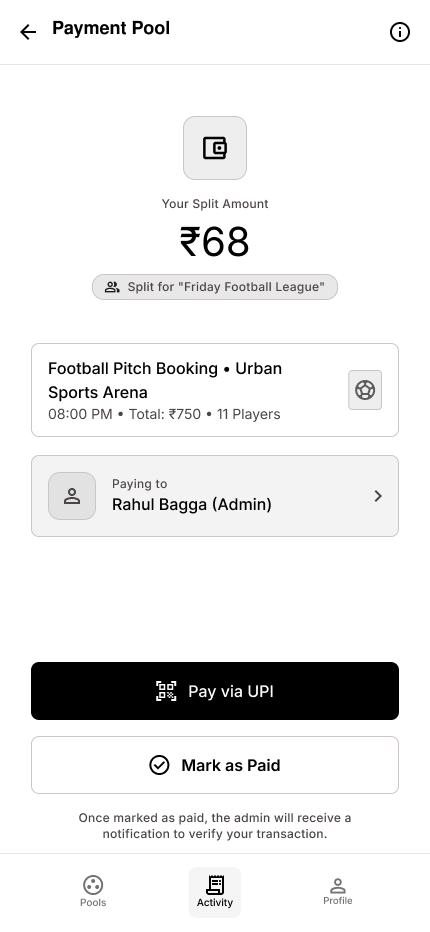 Payment Pool
Your Split Amount
₹68
Split for "Friday Football League"
Football Pitch Booking • Urban
Sports Arena
08:00 PM • Total: ₹750 • 11 Players
Paying to
Rahul Bagga (Admin)
Pay via UPI
Mark as Paid
Once marked as paid, the admin will receive a
notification to verify your transaction.
Pools
Activity
Profile